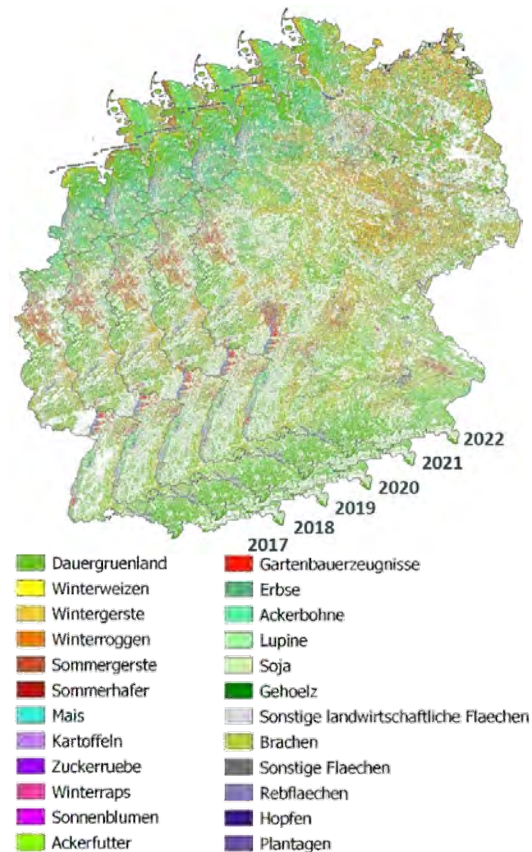 2022
2021
2020
2019
2018
2017
Dauergruenland
Winterweizen
Wintergerste
Winterroggen
Sommergerste
Sommerhafer
Mais
Kartoffeln
Zuckerruebe
Winterraps
Sonnenblumen
Ackerfutter
Gartenbauerzeugnisse
Erbse
Ackerbohne
Lupine
Soja
Gehoelz
Sonstige landwirtschaftliche Flaechen
Brachen
Sonstige Flaechen
Rebflaechen
Hopfen
Plantagen